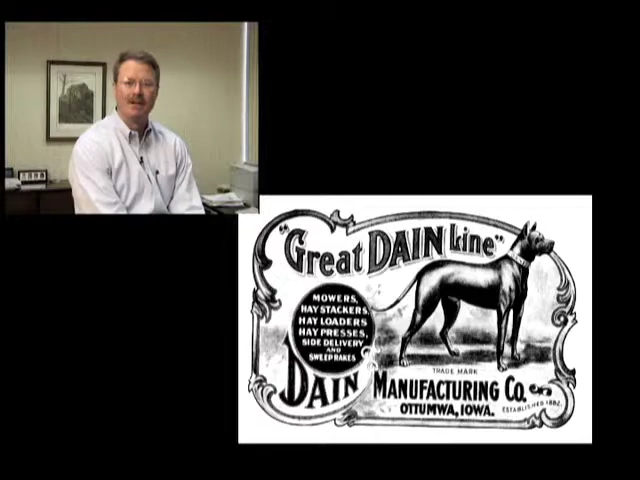 "Great DAIN Line"
MOWERS,
HAY STACKERS,
HAY LOADERS
HAY PRESSES,
SIDE DELIVERY
AND
SWEEP RAKES
TRADE MARK
DAIN MANUFACTURING CO.
OTTUMWA, IOWA.
ESTABLISHED 1882.